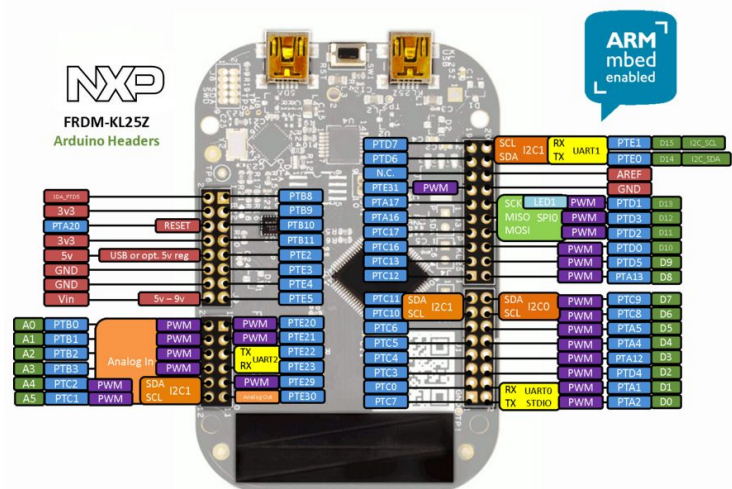 NXP
FRDM-KL25Z
Arduino Headers
ARM
mbed
enabled
PTD7 SCL I2C1 RX UART1 PTE1 D15 I2C_SCL
PTD6 SDA TX PTE0 D14 I2C_SDA
N.C. AREF
PTE31 PWM GND
PTA17 SCK LED1 PWM PTD1 D13
PTA16 MISO SPI0 PWM PTD3 D12
PTC17 MOSI PWM PTD2 D11
PTC16 PWM PTD0 D10
PTC13 PWM PTD5 D9
PTC12 PWM PTA13 D8
PTC11 SDA I2C1 SDA I2C0 PWM PTC9 D7
PTC10 SCL SCL PWM PTC8 D6
PTC6 PWM PTA5 D5
PTC5 PWM PTA4 D4
PTC4 PWM PTA12 D3
PTC3 PWM PTD4 D2
PTC0 RX UART0 PWM PTA1 D1
PTC7 TX STDIO PWM PTA2 D0
SDA_PTD5 PTB8
3v3 PTB9
PTA20 RESET PTB10
3v3 PTB11
5v USB or opt. 5v reg PTE2
GND PTE3
GND PTE4
Vin 5v – 9v PTE5
A0 PTB0 Analog In PWM PWM PTE20
A1 PTB1 PWM PWM PTE21
A2 PTB2 PWM TX UART2 PTE22
A3 PTB3 PWM RX PTE23
A4 PTC2 PWM SDA I2C1 PWM PTE29
A5 PTC1 PWM SCL Analog Out PTE30